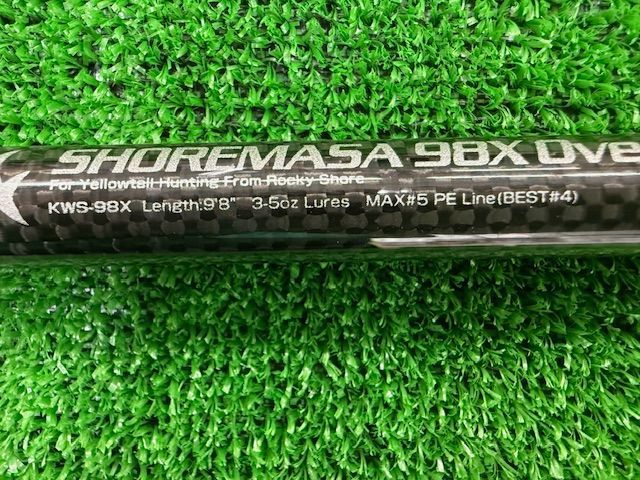 SHOREMASA 98X Ove
For Yellowtail Hunting From Rocky Shore
KWS-98X Length:9'8" 3-5oz Lures MAX#5 PE Line(BEST#4)